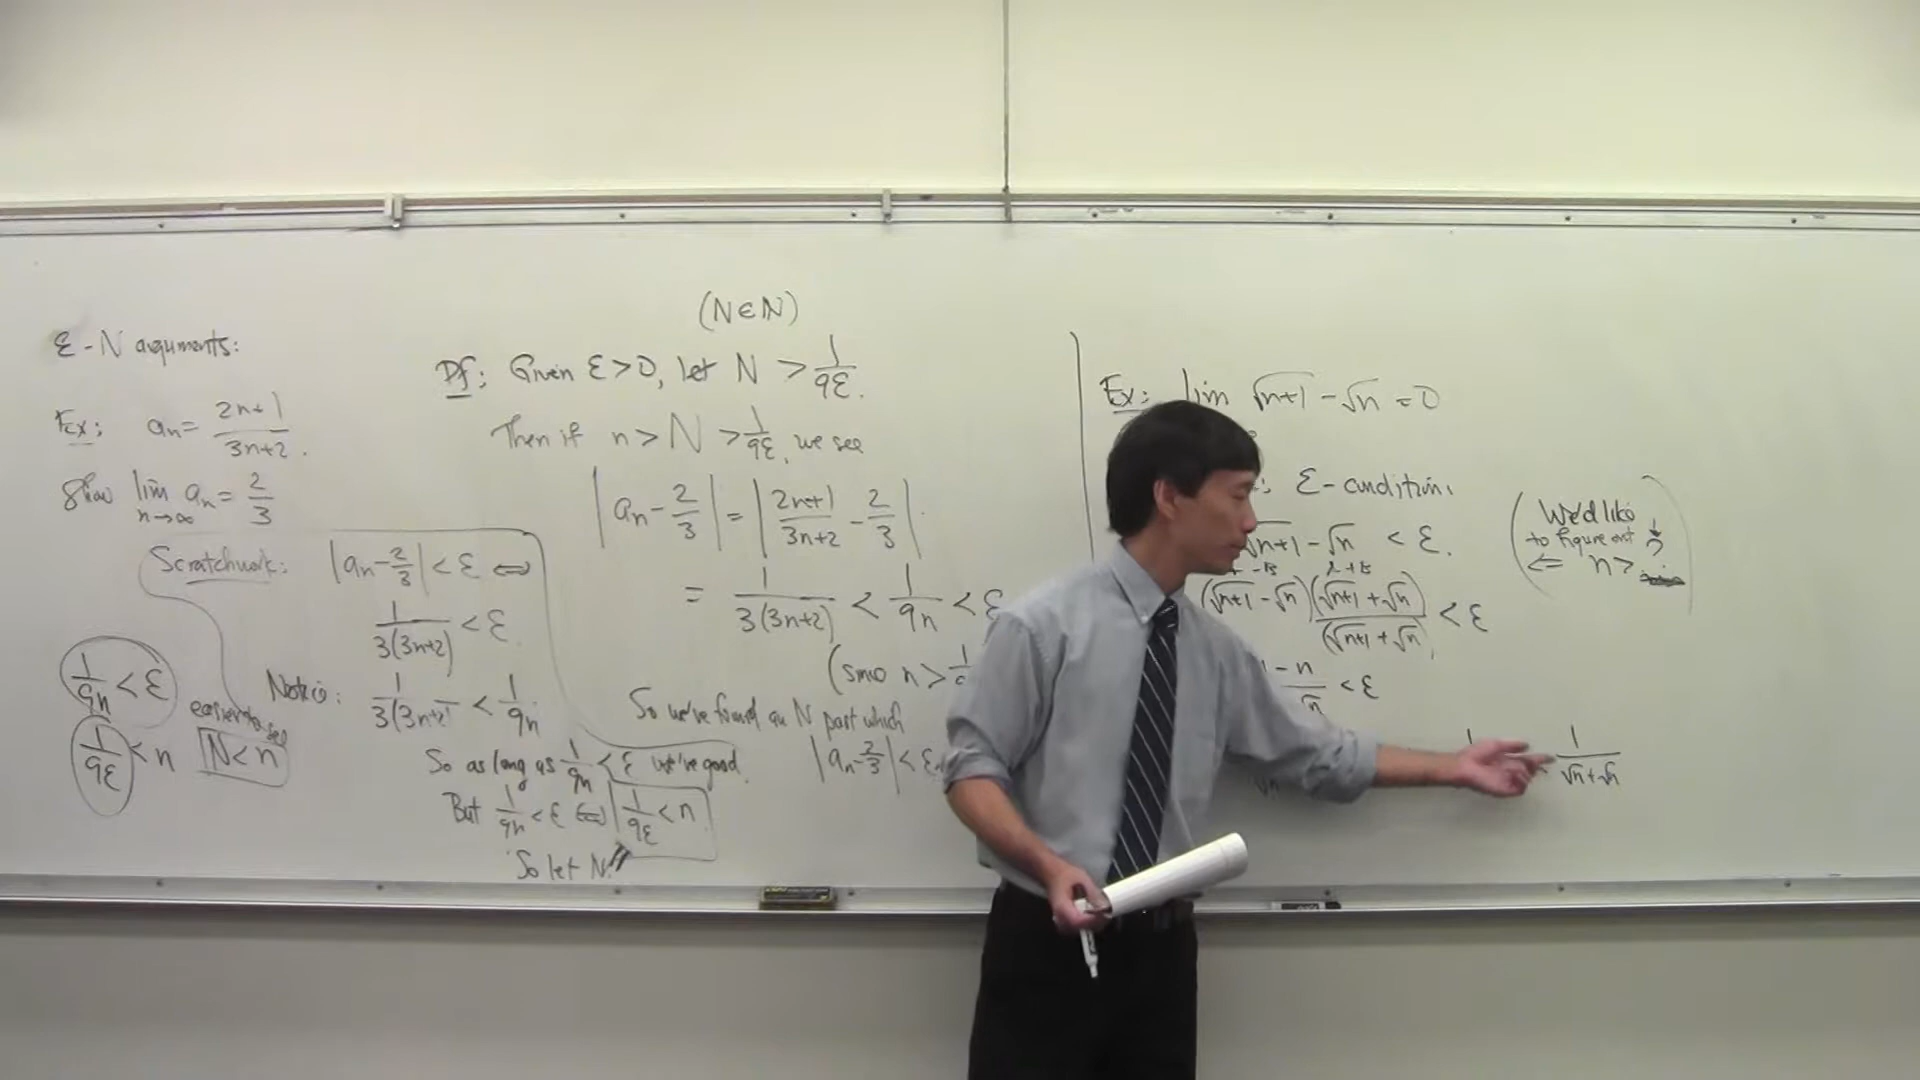 ε-N arguments:
Ex: aₙ = (2n+1)/(3n+2).
Show lim n→∞ aₙ = 2/3
Scratchwork: |aₙ - 2/3| < ε ⇔
1/(3(3n+2)) < ε.
Notice: 1/(3(3n+2)) < 1/(9n)
So as long as 1/(9n) < ε we're good.
But 1/(9n) < ε ⇔ 1/(9ε) < n
So let N
1/(9n) < ε
1/(9ε) < n
easier to see
N < n
(N∈ℕ)
Pf: Given ε > 0, let N > 1/(9ε).
Then if n > N > 1/(9ε), we see
|aₙ - 2/3| = |(2n+1)/(3n+2) - 2/3|
= 1/(3(3n+2)) < 1/(9n) < ε
(since n > 1
So we've found an N past which
|aₙ - 2/3| < ε
Ex: lim √(n+1) - √n = 0
: ε-condition:
√(n+1) - √n < ε.
(√(n+1) - √n)(√(n+1) + √n)/(√(n+1) + √n) < ε
- n
√n < ε
√n
1
1/(√n+√n)
(We'd like
to figure out ↓
⇐ n > ?